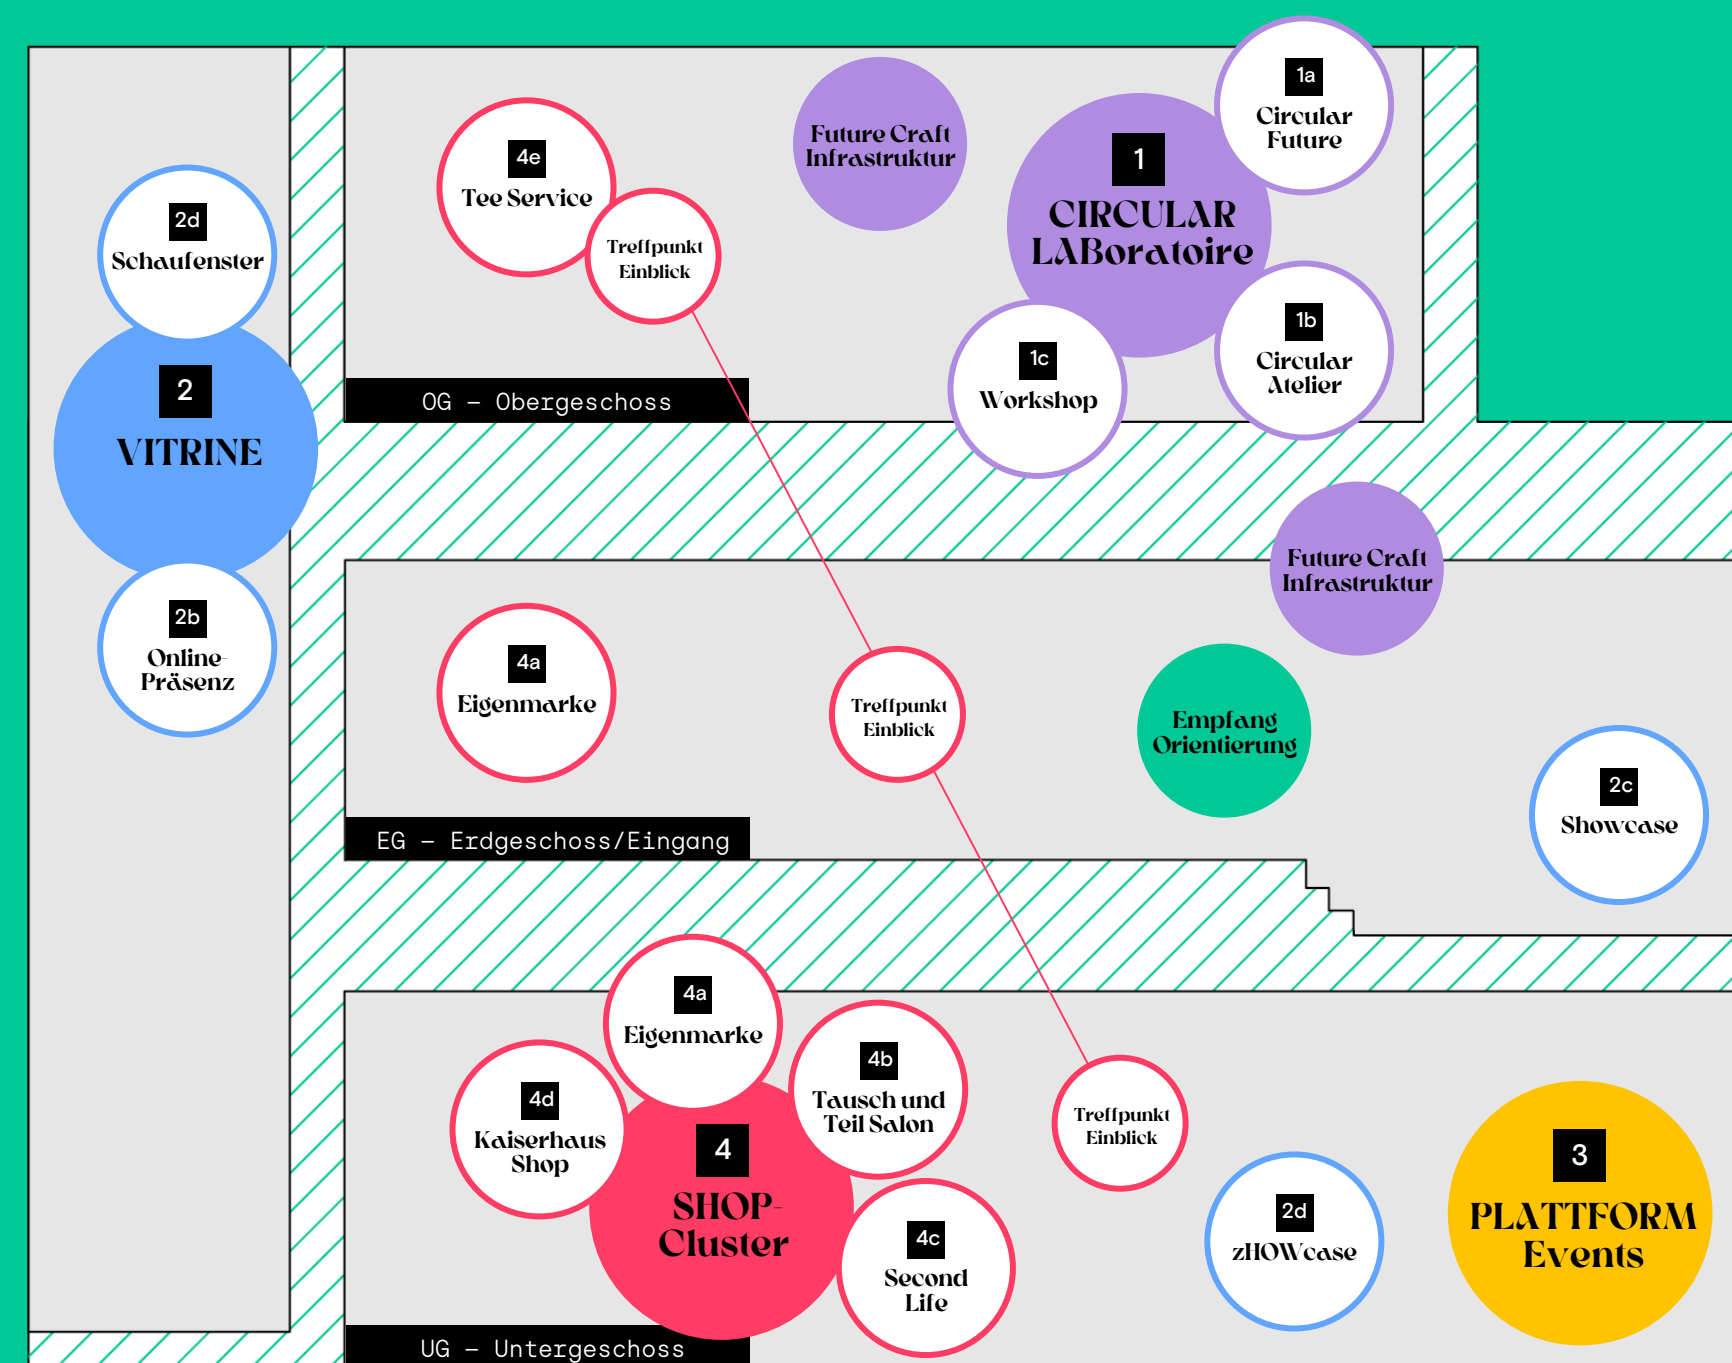 2d
Schaufenster
2
VITRINE
2b
Online-
Präsenz
4e
Tee Service
Treffpunkt
Einblick
Future Craft
Infrastruktur
1
CIRCULAR
LABoratoire
1a
Circular
Future
1b
Circular
Atelier
1c
Workshop
OG – Obergeschoss
Future Craft
Infrastruktur
4a
Eigenmarke
Treffpunkt
Einblick
Empfang
Orientierung
2c
Showcase
EG – Erdgeschoss/Eingang
4a
Eigenmarke
4d
Kaiserhaus
Shop
4b
Tausch und
Teil Salon
4
SHOP-
Cluster
4c
Second
Life
Treffpunkt
Einblick
2d
zHOWcase
3
PLATTFORM
Events
UG – Untergeschoss